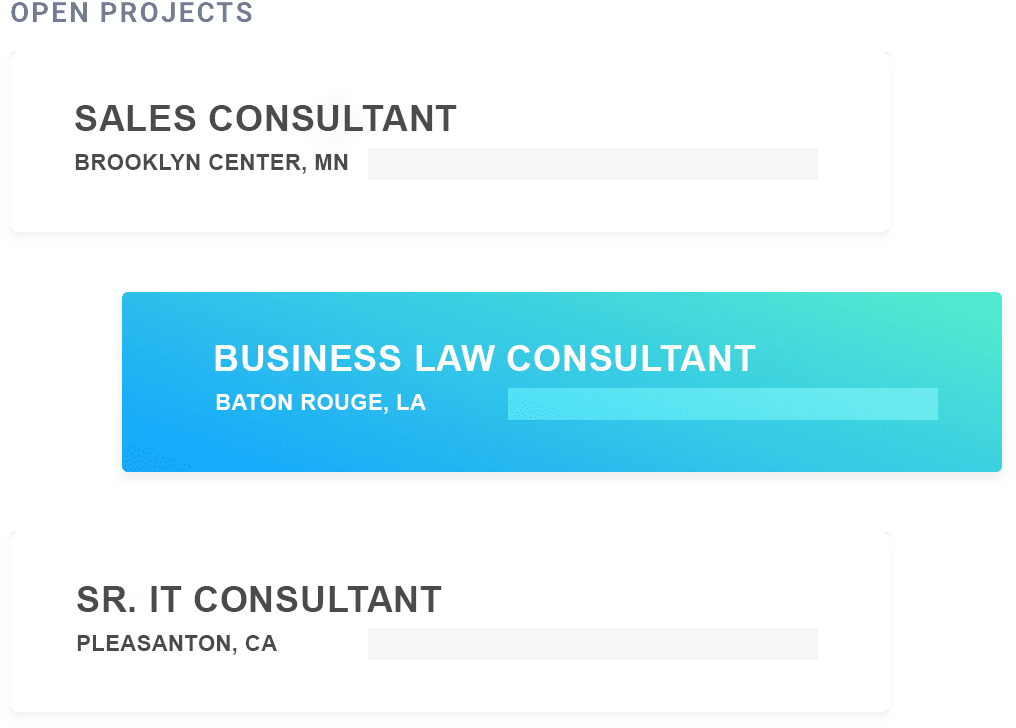 OPEN PROJECTS
SALES CONSULTANT
BROOKLYN CENTER, MN
BUSINESS LAW CONSULTANT
BATON ROUGE, LA
SR. IT CONSULTANT
PLEASANTON, CA